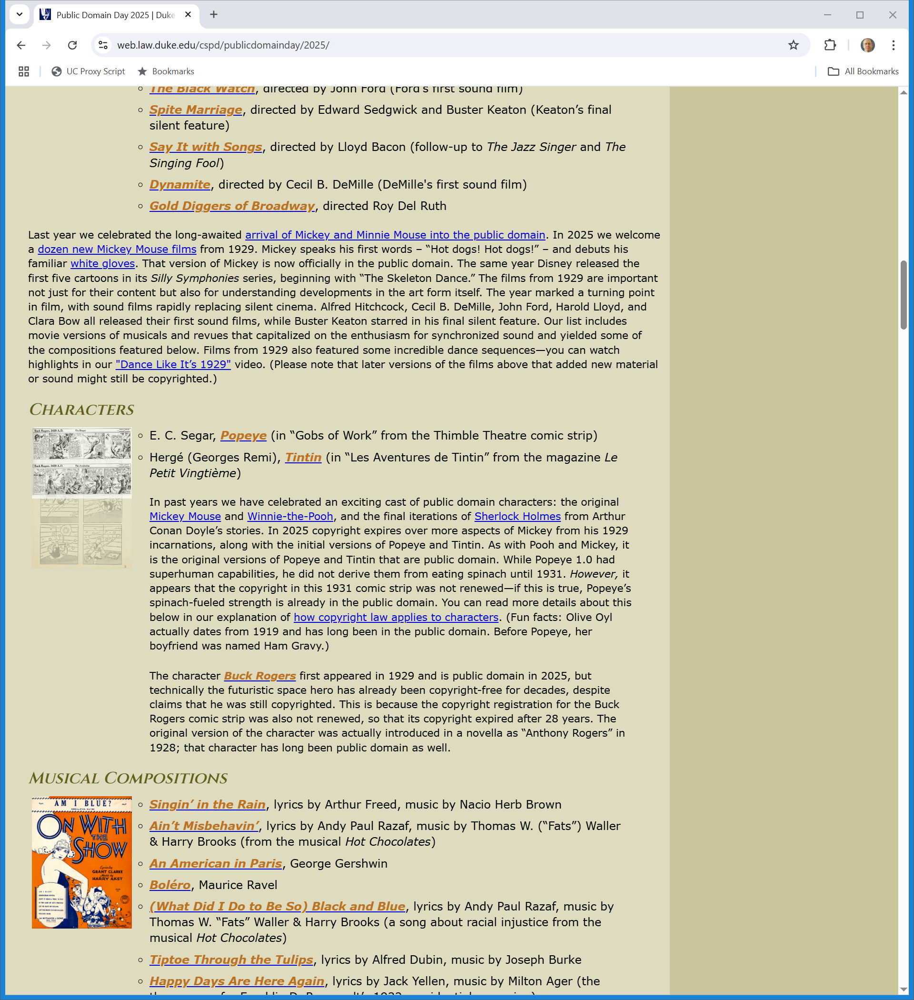 Public Domain Day 2025 | Duke
web.law.duke.edu/cspd/publicdomainday/2025/
UC Proxy Script
Bookmarks
All Bookmarks
The Black Watch, directed by John Ford (Ford's first sound film)
Spite Marriage, directed by Edward Sedgwick and Buster Keaton (Keaton’s final
silent feature)
Say It with Songs, directed by Lloyd Bacon (follow-up to The Jazz Singer and The
Singing Fool)
Dynamite, directed by Cecil B. DeMille (DeMille's first sound film)
Gold Diggers of Broadway, directed Roy Del Ruth
Last year we celebrated the long-awaited arrival of Mickey and Minnie Mouse into the public domain. In 2025 we welcome
a dozen new Mickey Mouse films from 1929. Mickey speaks his first words – “Hot dogs! Hot dogs!” – and debuts his
familiar white gloves. That version of Mickey is now officially in the public domain. The same year Disney released the
first five cartoons in its Silly Symphonies series, beginning with “The Skeleton Dance.” The films from 1929 are important
not just for their content but also for understanding developments in the art form itself. The year marked a turning point
in film, with sound films rapidly replacing silent cinema. Alfred Hitchcock, Cecil B. DeMille, John Ford, Harold Lloyd, and
Clara Bow all released their first sound films, while Buster Keaton starred in his final silent feature. Our list includes
movie versions of musicals and revues that capitalized on the enthusiasm for synchronized sound and yielded some of
the compositions featured below. Films from 1929 also featured some incredible dance sequences—you can watch
highlights in our "Dance Like It’s 1929" video. (Please note that later versions of the films above that added new material
or sound might still be copyrighted.)
Characters
Buck Rogers, 2429 A.D.
Buck Rogers, 2429 A.D. The Awakening
E. C. Segar, Popeye (in “Gobs of Work” from the Thimble Theatre comic strip)
Hergé (Georges Remi), Tintin (in “Les Aventures de Tintin” from the magazine Le
Petit Vingtième)
In past years we have celebrated an exciting cast of public domain characters: the original
Mickey Mouse and Winnie-the-Pooh, and the final iterations of Sherlock Holmes from Arthur
Conan Doyle’s stories. In 2025 copyright expires over more aspects of Mickey from his 1929
incarnations, along with the initial versions of Popeye and Tintin. As with Pooh and Mickey, it
is the original versions of Popeye and Tintin that are public domain. While Popeye 1.0 had
superhuman capabilities, he did not derive them from eating spinach until 1931. However, it
appears that the copyright in this 1931 comic strip was not renewed—if this is true, Popeye’s
spinach-fueled strength is already in the public domain. You can read more details about this
below in our explanation of how copyright law applies to characters. (Fun facts: Olive Oyl
actually dates from 1919 and has long been in the public domain. Before Popeye, her
boyfriend was named Ham Gravy.)
The character Buck Rogers first appeared in 1929 and is public domain in 2025, but
technically the futuristic space hero has already been copyright-free for decades, despite
claims that he was still copyrighted. This is because the copyright registration for the Buck
Rogers comic strip was also not renewed, so that its copyright expired after 28 years. The
original version of the character was actually introduced in a novella as “Anthony Rogers” in
1928; that character has long been public domain as well.
Musical Compositions
AM I BLUE?
ON WITH
THE
SHOW
Lyrics by
GRANT CLARKE
Music by
HARRY AKST
Singin’ in the Rain, lyrics by Arthur Freed, music by Nacio Herb Brown
Ain’t Misbehavin’, lyrics by Andy Paul Razaf, music by Thomas W. (“Fats”) Waller
& Harry Brooks (from the musical Hot Chocolates)
An American in Paris, George Gershwin
Boléro, Maurice Ravel
(What Did I Do to Be So) Black and Blue, lyrics by Andy Paul Razaf, music by
Thomas W. “Fats” Waller & Harry Brooks (a song about racial injustice from the
musical Hot Chocolates)
Tiptoe Through the Tulips, lyrics by Alfred Dubin, music by Joseph Burke
Happy Days Are Here Again, lyrics by Jack Yellen, music by Milton Ager (the